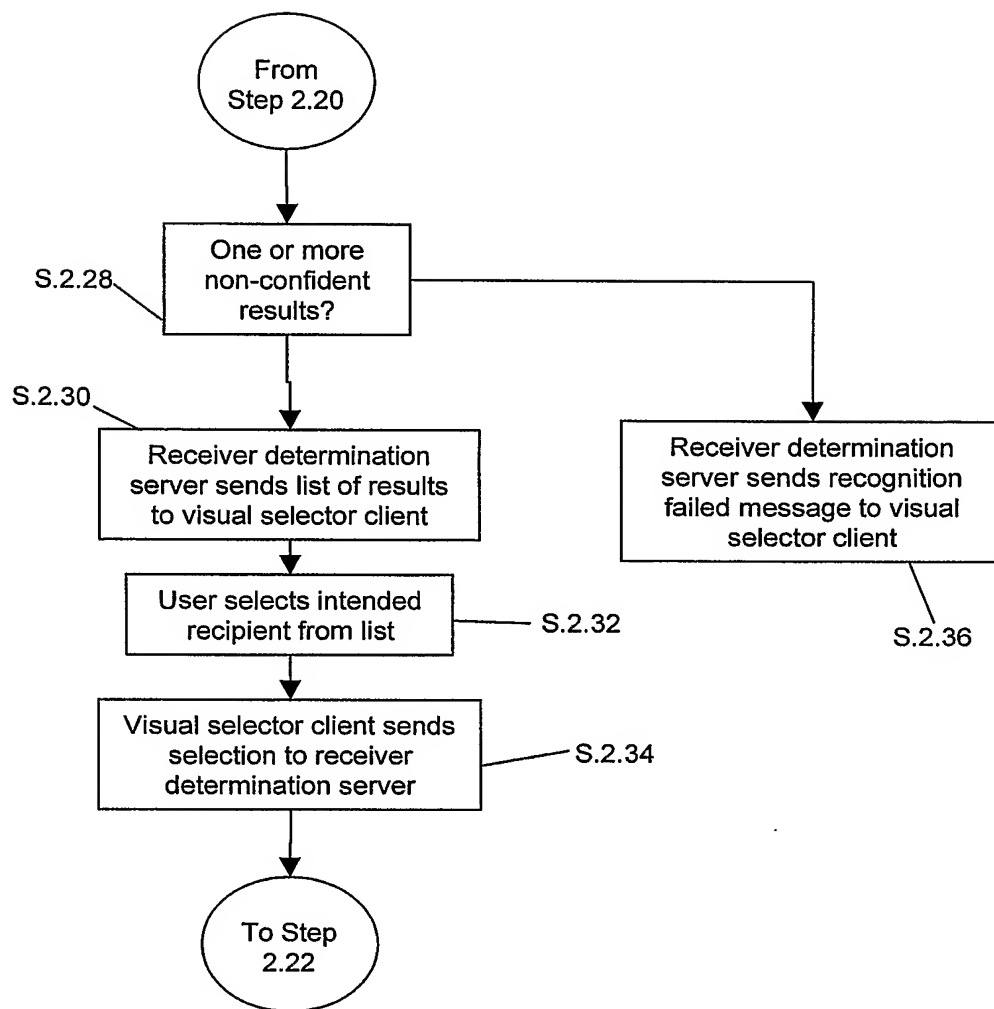 From
Step 2.20
One or more
non-confident
results?
S.2.28
S.2.30
Receiver determination
server sends list of results
to visual selector client
Receiver determination
server sends recognition
failed message to visual
selector client
User selects intended
recipient from list
S.2.32
S.2.36
Visual selector client sends
selection to receiver
determination server
S.2.34
To Step
2.22